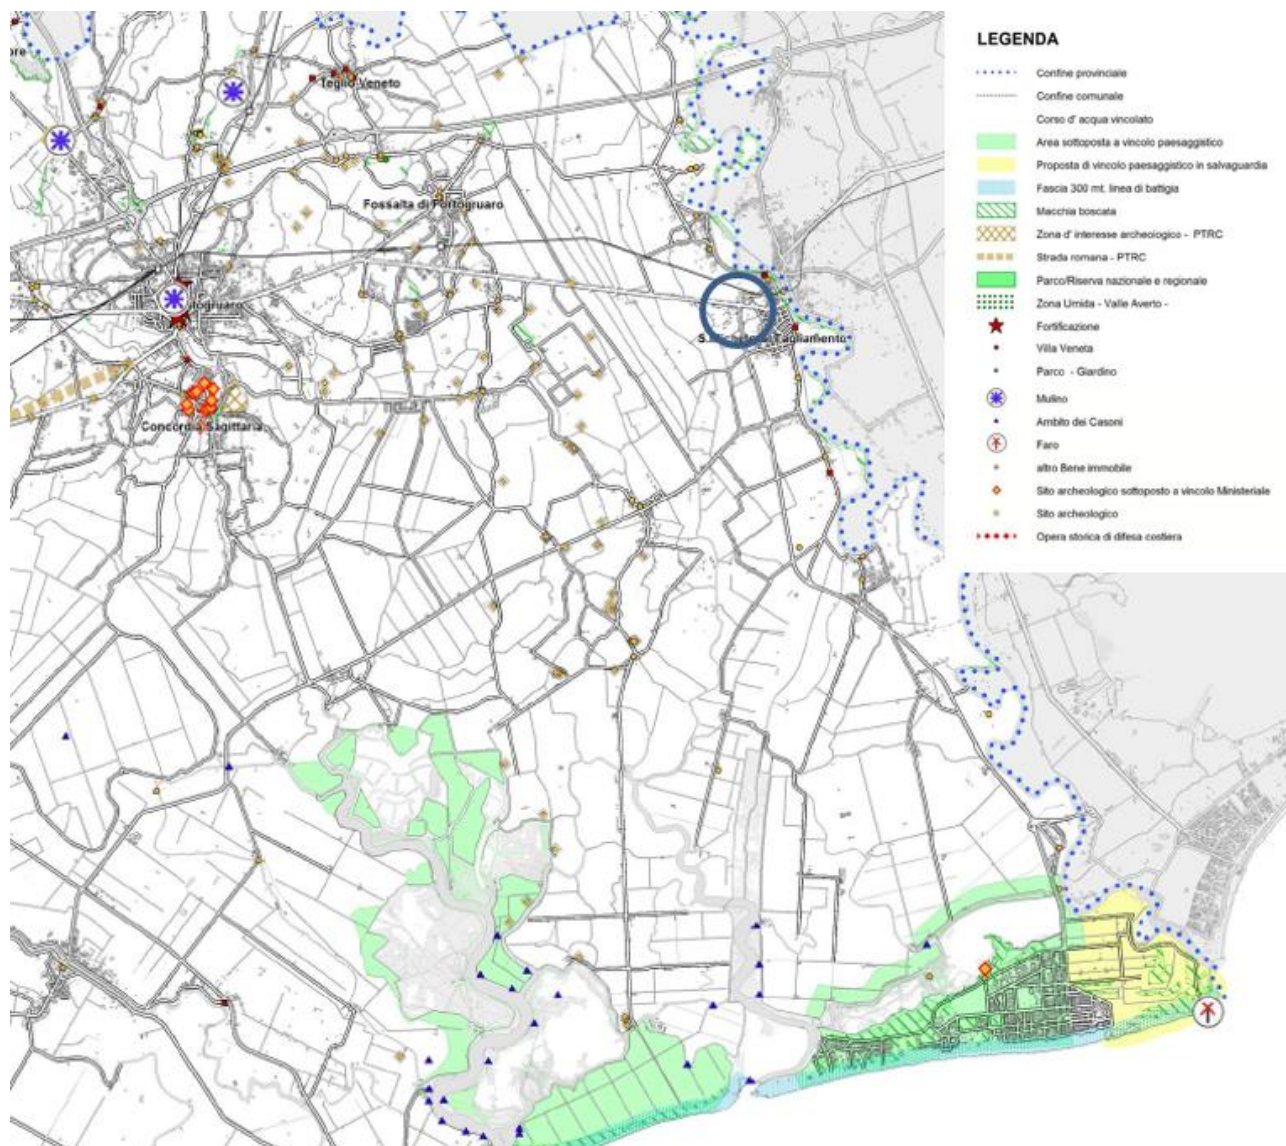 ore
Teglio Veneto
Fossalta di Portogruaro
Concordia Sagittaria
LEGENDA
Confine provinciale
Confine comunale
Corso d' acqua vincolato
Area sottoposta a vincolo paesaggistico
Proposta di vincolo paesaggistico in salvaguardia
Fascia 300 mt. linea di battigia
Macchia boscata
Zona d' interesse archeologico - PTRC
Strada romana - PTRC
Parco/Riserva nazionale e regionale
Zona Umida - Valle Averto -
Fortificazione
Villa Veneta
Parco - Giardino
Mulino
Ambito dei Casoni
Faro
altro Bene immobile
Sito archeologico sottoposto a vincolo Ministeriale
Sito archeologico
Opera storica di difesa costiera